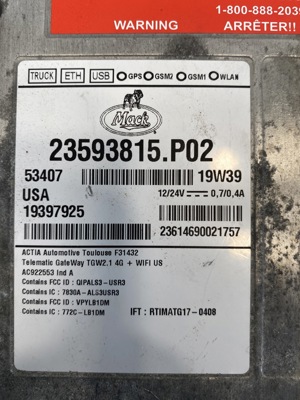 1-800-888-2039
WARNING ARRÊTER!!
TRUCK ETH USB GPS GSM2 GSM1 WLAN
Mack
23593815.P02
53407 19W39
USA 12/24V 0,7/0,4A
19397925 23614690021757
ACTIA Automotive Toulouse F31432
Telematic GateWay TGW2.1 4G + WIFI US
AC922553 Ind A
Contains FCC ID : QIPALS3-USR3
Contains IC : 7830A-ALS3USR3
Contains FCC ID : VPYLB1DM
Contains IC : 772C-LB1DM IFT : RTIMATG17-0408